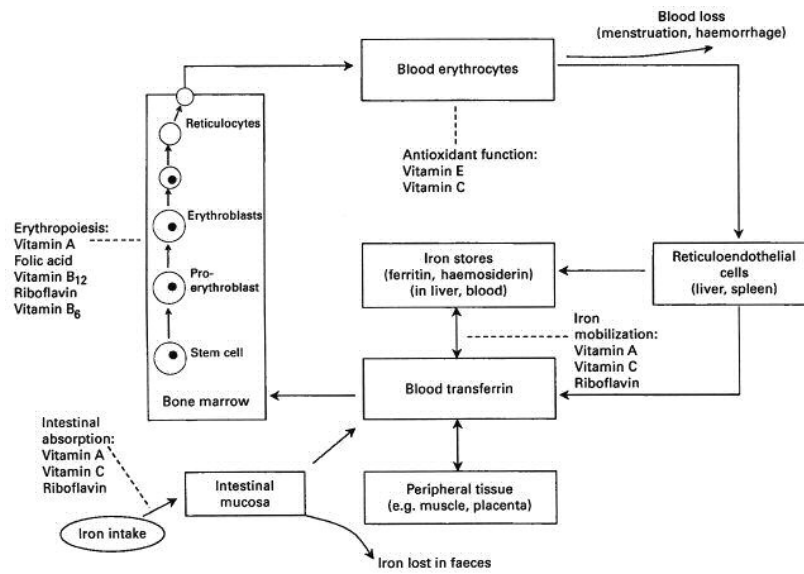 Blood loss
(menstruation, haemorrhage)
Blood erythrocytes
Reticulocytes
Antioxidant function:
Vitamin E
Vitamin C
Erythropoiesis:
Vitamin A
Folic acid
Vitamin B12
Riboflavin
Vitamin B6
Erythroblasts
Pro-
erythroblast
Stem cell
Bone marrow
Iron stores
(ferritin, haemosiderin)
(in liver, blood)
Reticuloendothelial
cells
(liver, spleen)
Iron
mobilization:
Vitamin A
Vitamin C
Riboflavin
Blood transferrin
Intestinal
absorption:
Vitamin A
Vitamin C
Riboflavin
Intestinal
mucosa
Peripheral tissue
(e.g. muscle, placenta)
Iron intake
Iron lost in faeces